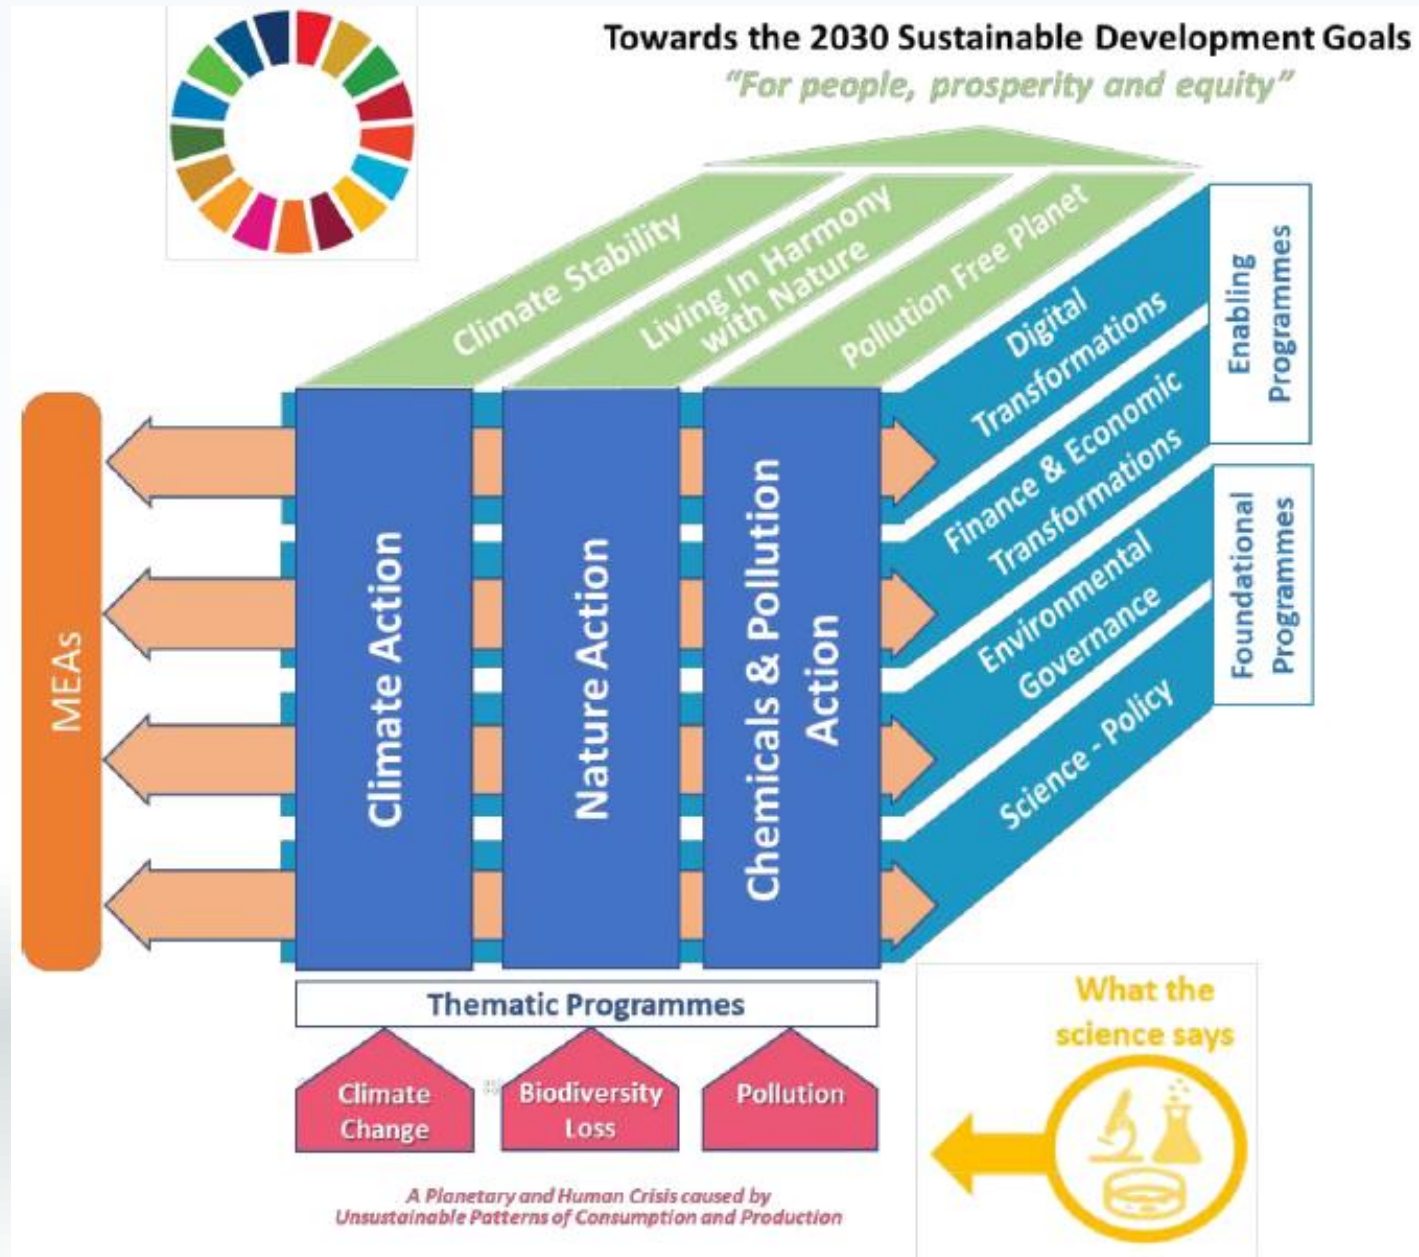 Towards the 2030 Sustainable Development Goals
“For people, prosperity and equity”
Climate Stability
Living In Harmony
with Nature
Pollution Free Planet
Digital
Transformations
Finance & Economic
Transformations
Environmental
Governance
Science - Policy
Enabling
Programmes
Foundational
Programmes
MEAs
Climate Action
Nature Action
Chemicals & Pollution
Action
Thematic Programmes
Climate
Change
Biodiversity
Loss
Pollution
A Planetary and Human Crisis caused by
Unsustainable Patterns of Consumption and Production
What the
science says